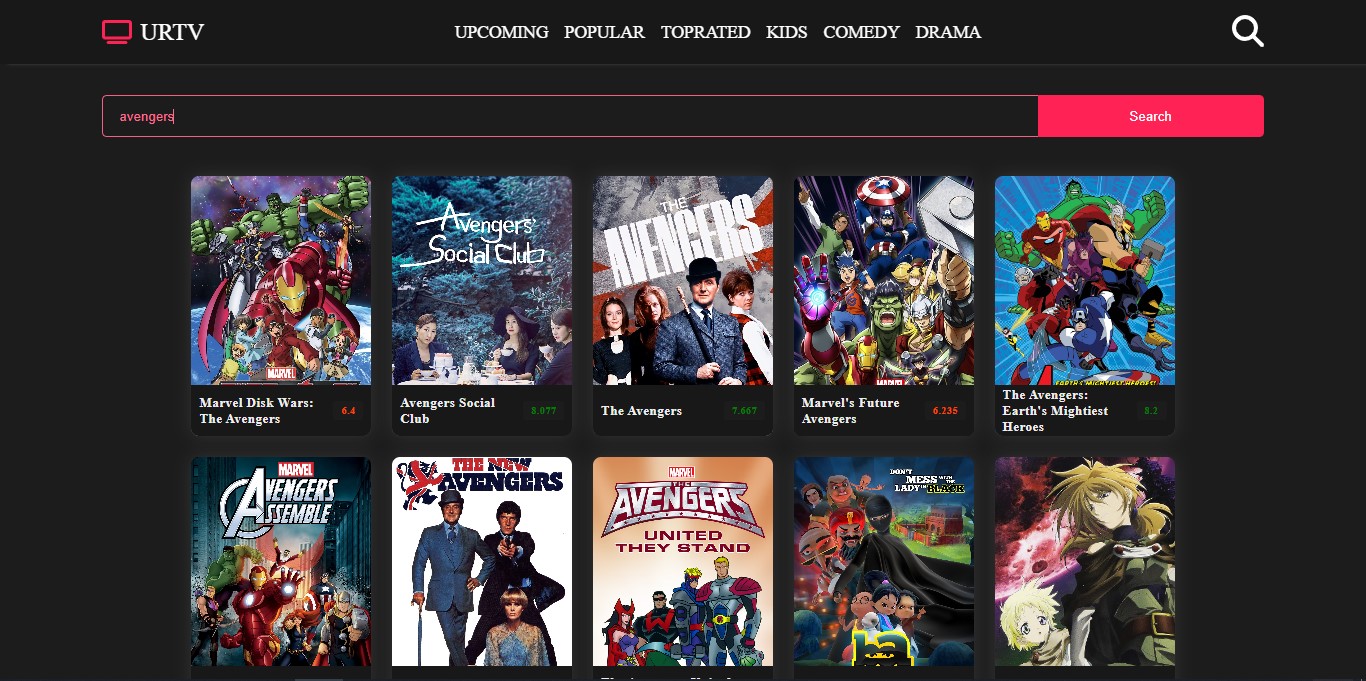 URTV
UPCOMING POPULAR TOPRATED KIDS COMEDY DRAMA
avengers
Search
MARVEL
Avengers'
Social Club
THE
AVENGERS
MARVEL
EARTH'S MIGHTIEST HEROES!
Marvel Disk Wars:
The Avengers
6.4
Avengers Social
Club
8.077
The Avengers
7.667
Marvel's Future
Avengers
6.235
The Avengers:
Earth's Mightiest
Heroes
8.2
MARVEL
AVENGERS
ASSEMBLE
THE NEW
AVENGERS
MARVEL
THE
AVENGERS
UNITED
THEY STAND
DON'T
MESS WITH THE
LADY IN BLACK